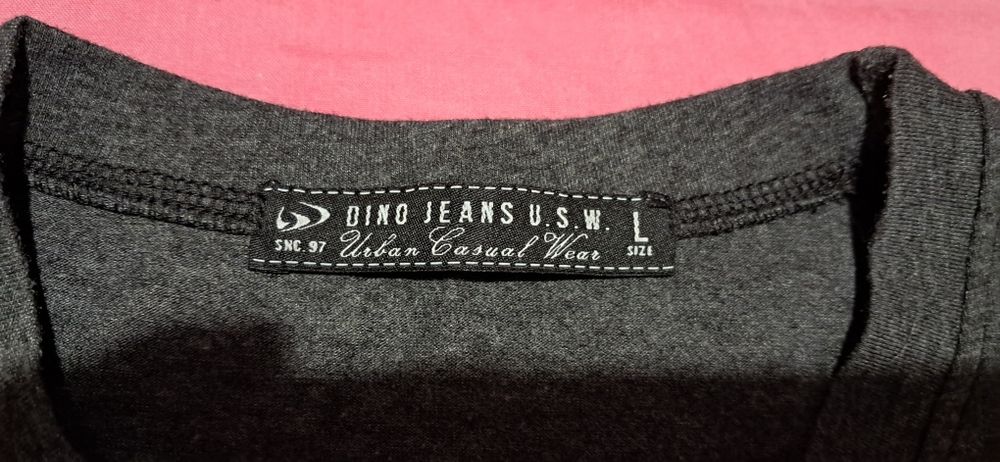 DINO JEANS U.S.W. L
SNC 97 Urban Casual Wear SIZE